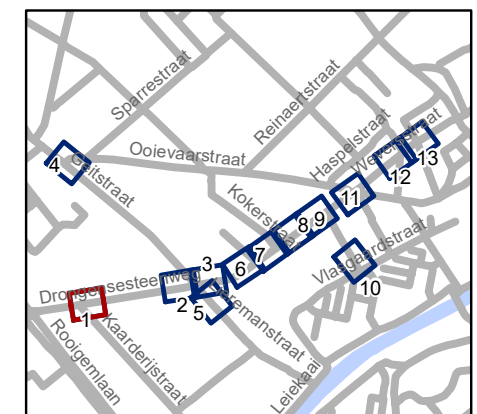 Sparrestraat
Reinaertstraat
Haspelstraat
Weversstraat
13
Ooievaarstraat
4
Geitstraat
12
Kokerstraat
11
8
9
Vlasgaardstraat
3
7
6
10
Drongensesteenweg
2
5
1
Kaarderijstraat
Rooigemlaan
Leiekaai